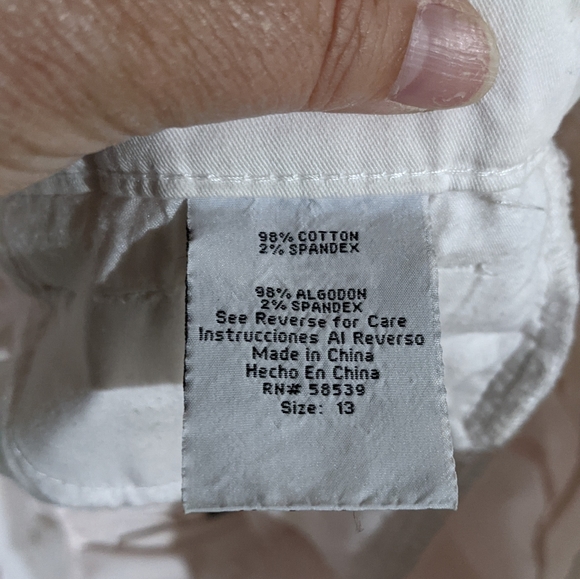 98% COTTON
2% SPANDEX
98% ALGODON
2% SPANDEX
See Reverse for Care
Instrucciones Al Reverso
Made in China
Hecho En China
RN# 58539
Size: 13